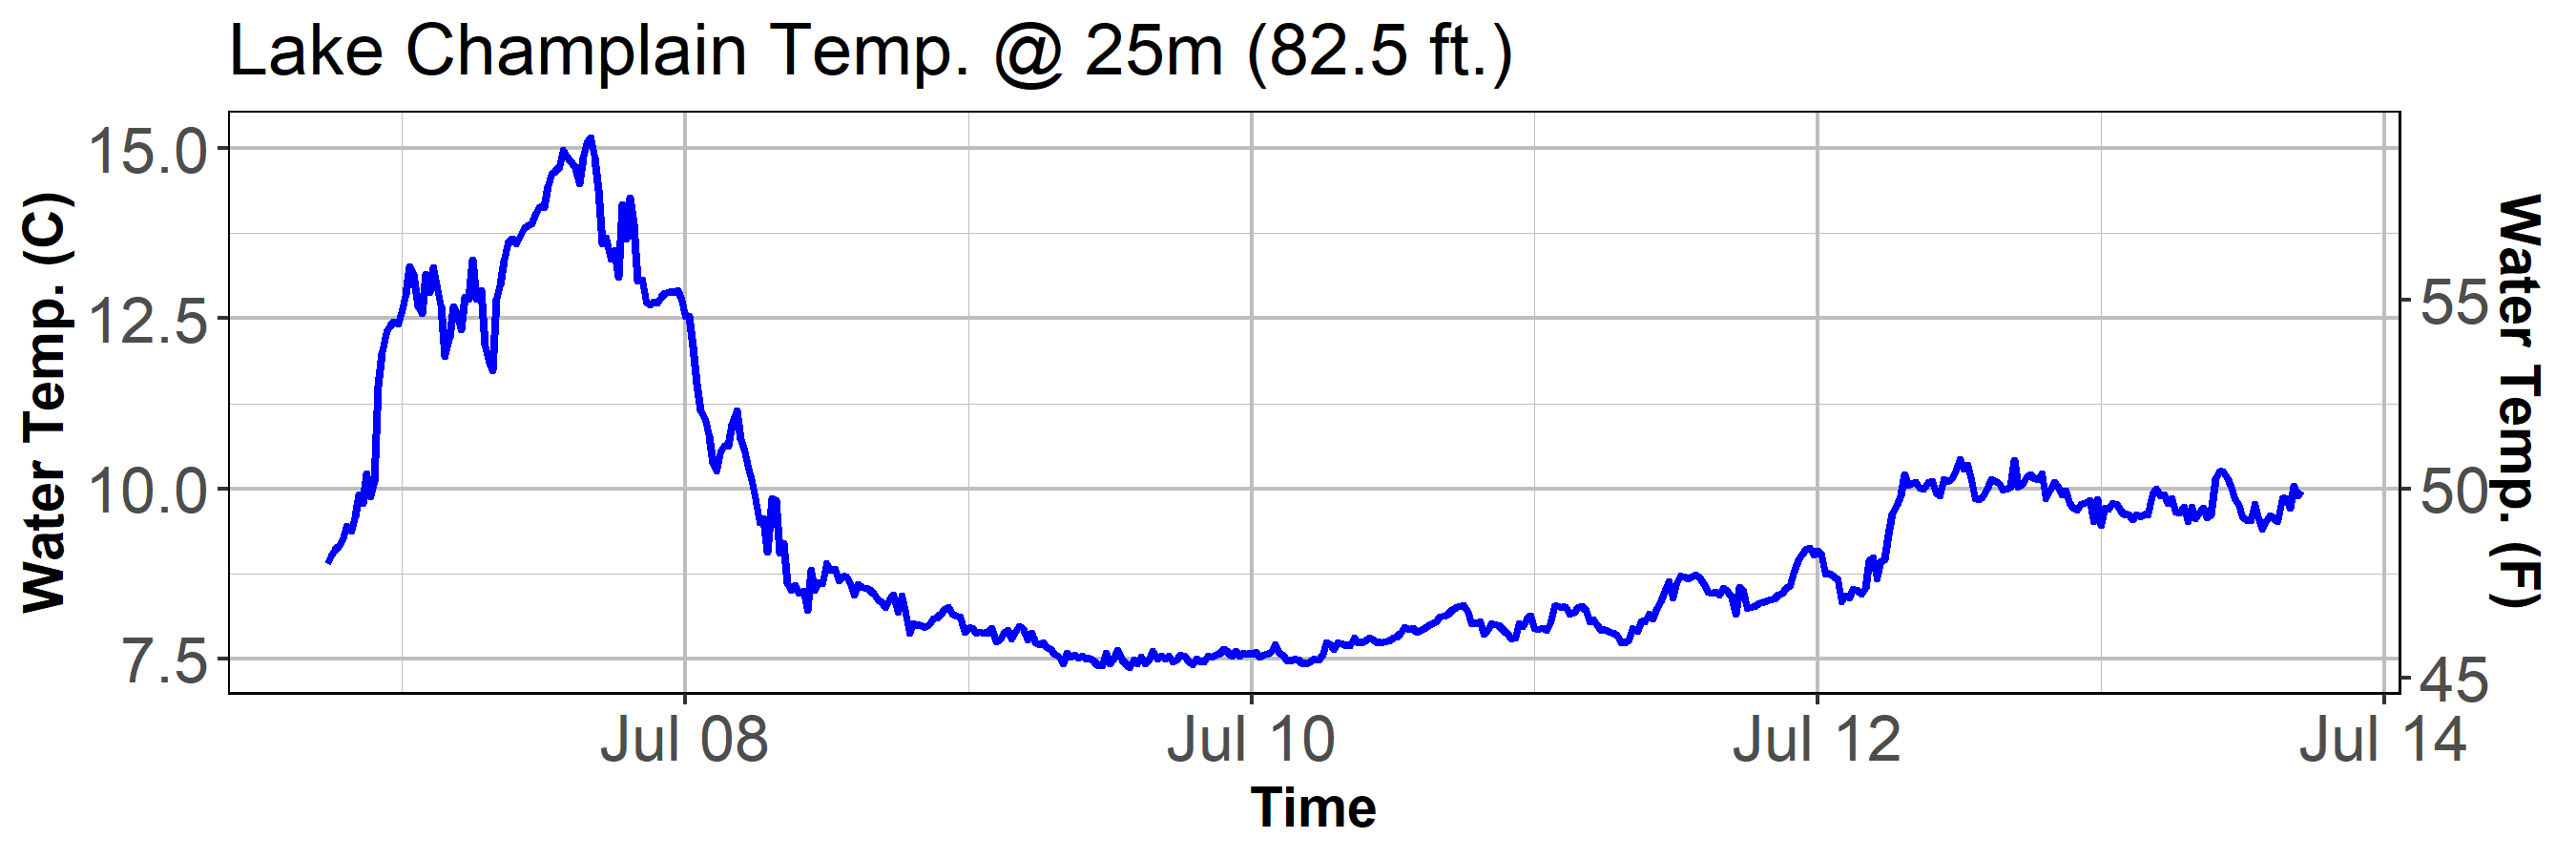 Lake Champlain Temp. @ 25m (82.5 ft.)
Water Temp. (C)
15.0
12.5
10.0
7.5
55
50
45
Water Temp. (F)
Jul 08 Jul 10 Jul 12 Jul 14
Time